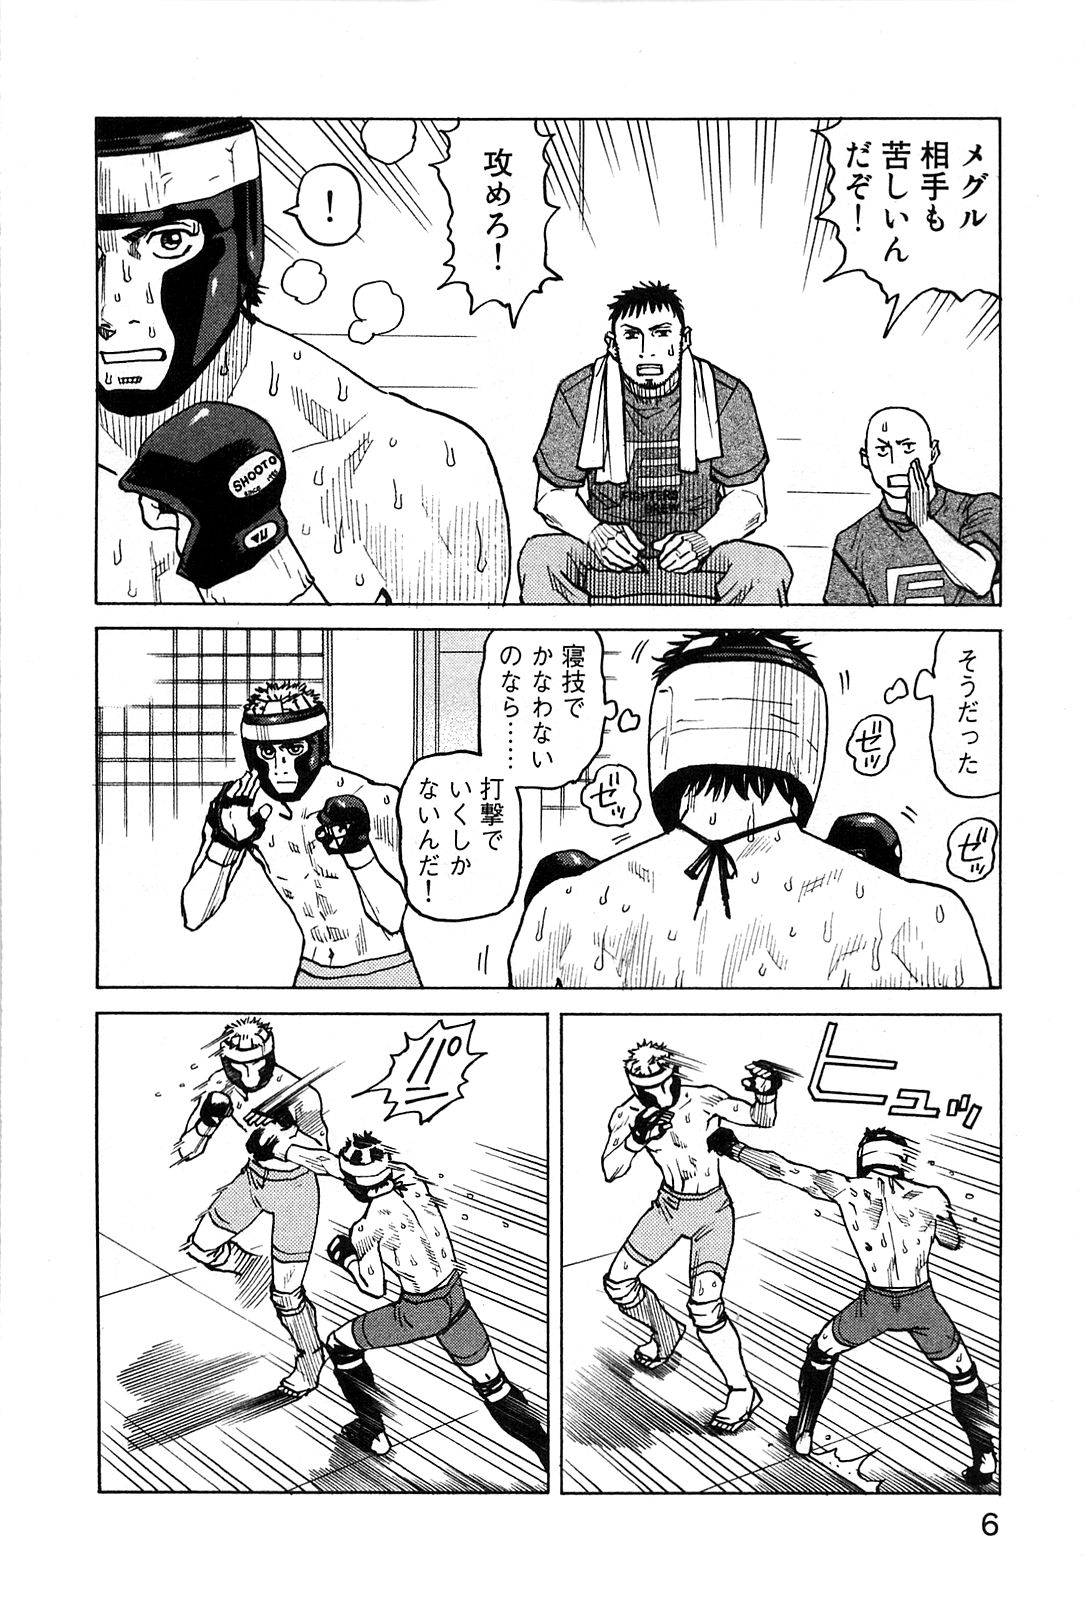 メグル
相手も
苦しいん
だぞ！
攻めろ！
！
SHOOTO
FIGHTERS
そうだった
ゼッ
ゼッ
ゼッ
寝技で
かなわない
のなら……
打撃で
いくしか
ないんだ！
ヒュッ
パン
6